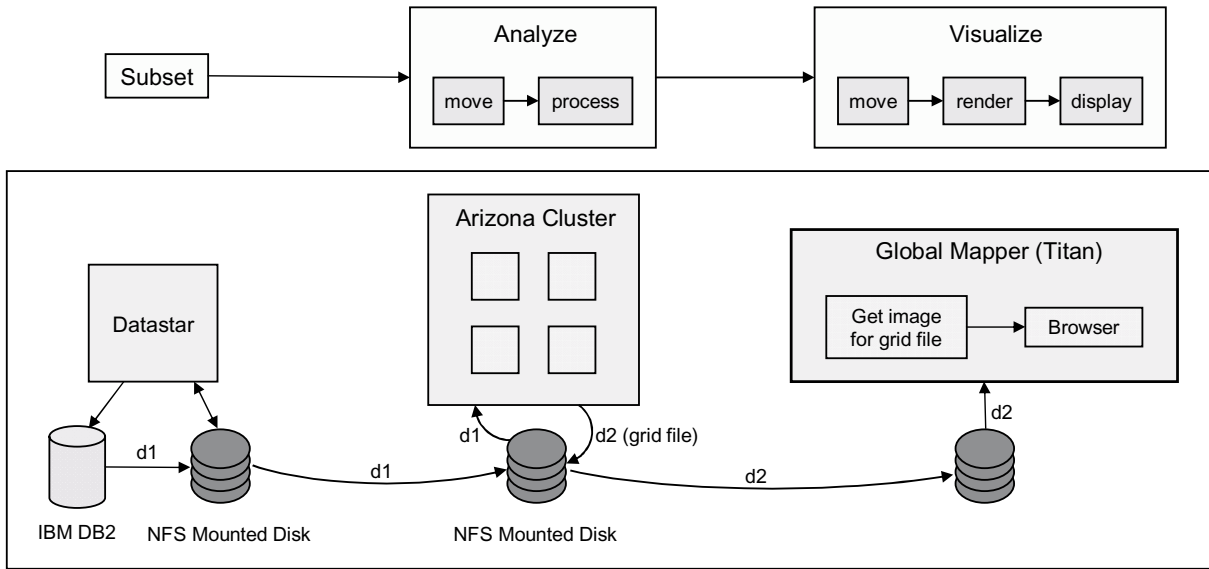 Subset
Analyze
move
process
Visualize
move
render
display
Datastar
Arizona Cluster
Global Mapper (Titan)
Get image
for grid file
Browser
d1
d1
d1
d2 (grid file)
d2
d2
IBM DB2
NFS Mounted Disk
NFS Mounted Disk